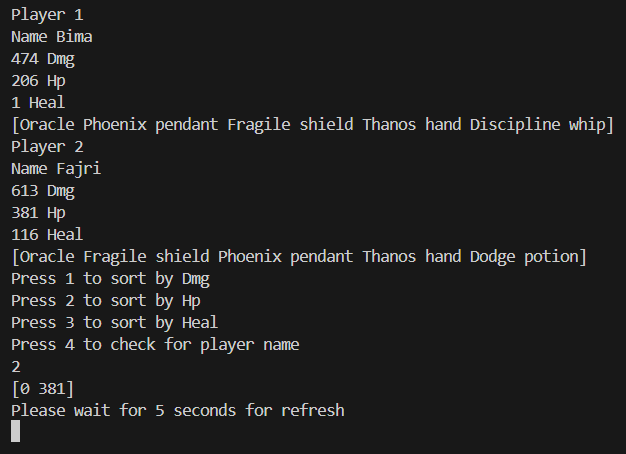 Player 1
Name Bima
474 Dmg
206 Hp
1 Heal
[Oracle Phoenix pendant Fragile shield Thanos hand Discipline whip]
Player 2
Name Fajri
613 Dmg
381 Hp
116 Heal
[Oracle Fragile shield Phoenix pendant Thanos hand Dodge potion]
Press 1 to sort by Dmg
Press 2 to sort by Hp
Press 3 to sort by Heal
Press 4 to check for player name
2
[0 381]
Please wait for 5 seconds for refresh